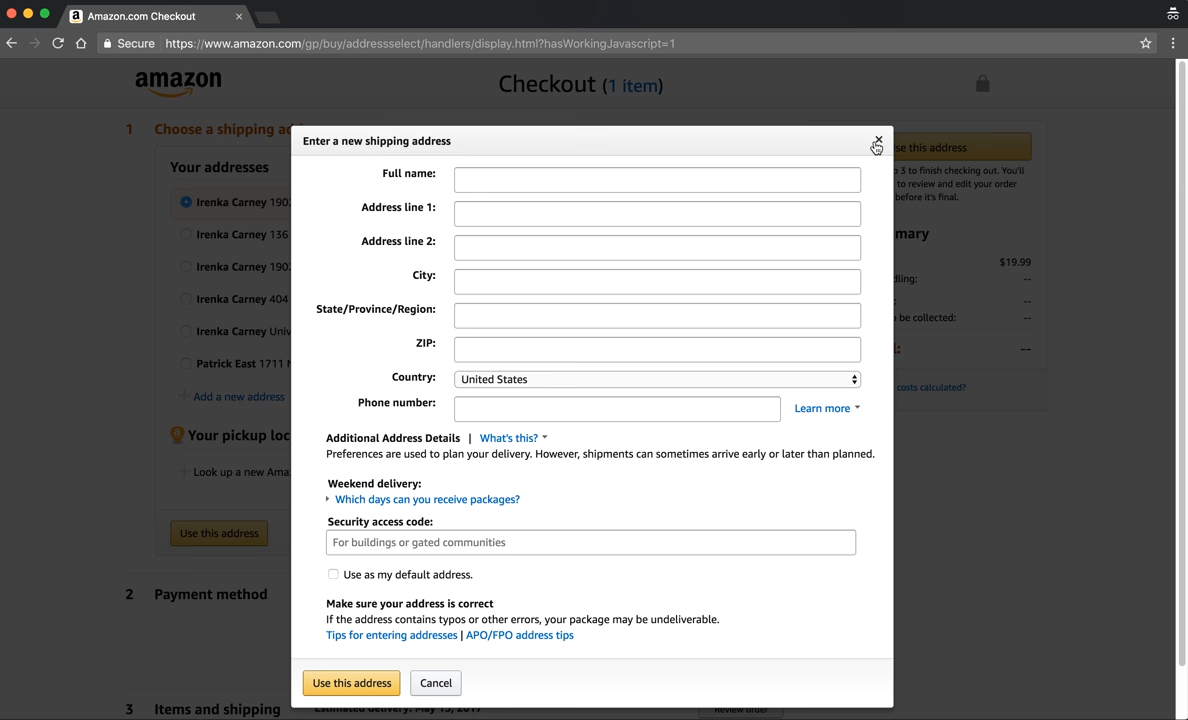 Amazon.com Checkout
Secure https://www.amazon.com/gp/buy/addressselect/handlers/display.html?hasWorkingJavascript=1
amazon
Checkout (1 item)
1 Choose a shipping
Your addresses
Irenka Carney 190
Irenka Carney 136
Irenka Carney 190
Irenka Carney 404
Irenka Carney Univ
Patrick East 1711
Add a new address
Your pickup loc
Look up a new Ama
Use this address
2 Payment method
3 Items and shipping
Estimated delivery: May 15, 2017
Review order
Enter a new shipping address
Full name:
Address line 1:
Address line 2:
City:
State/Province/Region:
ZIP:
Country: United States
Phone number:
Learn more
Additional Address Details | What's this?
Preferences are used to plan your delivery. However, shipments can sometimes arrive early or later than planned.
Weekend delivery:
Which days can you receive packages?
Security access code:
For buildings or gated communities
Use as my default address.
Make sure your address is correct
If the address contains typos or other errors, your package may be undeliverable.
Tips for entering addresses | APO/FPO address tips
Use this address
Cancel
se this address
3 to finish checking out. You'll
to review and edit your order
before it's final.
mary
$19.99
dling: --
: --
be collected: --
: --
costs calculated?